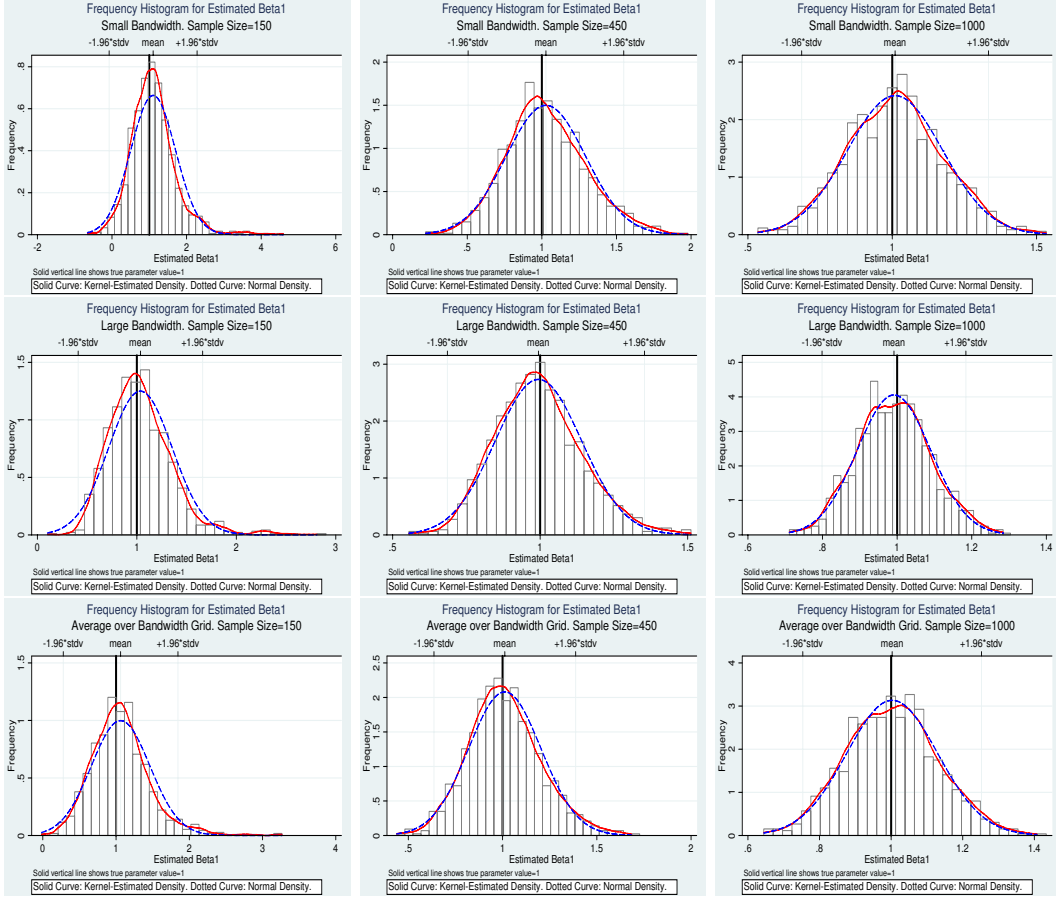 Frequency Histogram for Estimated Beta1
Small Bandwidth. Sample Size=150
-1.96*stdv mean +1.96*stdv
Frequency
0 .2 .4 .6 .8
-2 0 2 4 6
Estimated Beta1
Solid vertical line shows true parameter value=1
Solid Curve: Kernel-Estimated Density. Dotted Curve: Normal Density.
Frequency Histogram for Estimated Beta1
Small Bandwidth. Sample Size=450
-1.96*stdv mean +1.96*stdv
Frequency
0 .5 1 1.5 2
0 .5 1 1.5 2
Estimated Beta1
Solid vertical line shows true parameter value=1
Solid Curve: Kernel-Estimated Density. Dotted Curve: Normal Density.
Frequency Histogram for Estimated Beta1
Small Bandwidth. Sample Size=1000
-1.96*stdv mean +1.96*stdv
Frequency
0 1 2 3
.5 1 1.5
Estimated Beta1
Solid vertical line shows true parameter value=1
Solid Curve: Kernel-Estimated Density. Dotted Curve: Normal Density.
Frequency Histogram for Estimated Beta1
Large Bandwidth. Sample Size=150
-1.96*stdv mean +1.96*stdv
Frequency
0 .5 1 1.5
0 1 2 3
Estimated Beta1
Solid vertical line shows true parameter value=1
Solid Curve: Kernel-Estimated Density. Dotted Curve: Normal Density.
Frequency Histogram for Estimated Beta1
Large Bandwidth. Sample Size=450
-1.96*stdv mean +1.96*stdv
Frequency
0 1 2 3
.5 1 1.5
Estimated Beta1
Solid vertical line shows true parameter value=1
Solid Curve: Kernel-Estimated Density. Dotted Curve: Normal Density.
Frequency Histogram for Estimated Beta1
Large Bandwidth. Sample Size=1000
-1.96*stdv mean +1.96*stdv
Frequency
0 1 2 3 4 5
.6 .8 1 1.2 1.4
Estimated Beta1
Solid vertical line shows true parameter value=1
Solid Curve: Kernel-Estimated Density. Dotted Curve: Normal Density.
Frequency Histogram for Estimated Beta1
Average over Bandwidth Grid. Sample Size=150
-1.96*stdv mean +1.96*stdv
Frequency
0 .5 1 1.5
0 1 2 3 4
Estimated Beta1
Solid vertical line shows true parameter value=1
Solid Curve: Kernel-Estimated Density. Dotted Curve: Normal Density.
Frequency Histogram for Estimated Beta1
Average over Bandwidth Grid. Sample Size=450
-1.96*stdv mean +1.96*stdv
Frequency
0 .5 1 1.5 2 2.5
.5 1 1.5 2
Estimated Beta1
Solid vertical line shows true parameter value=1
Solid Curve: Kernel-Estimated Density. Dotted Curve: Normal Density.
Frequency Histogram for Estimated Beta1
Average over Bandwidth Grid. Sample Size=1000
-1.96*stdv mean +1.96*stdv
Frequency
0 1 2 3 4
.6 .8 1 1.2 1.4
Estimated Beta1
Solid vertical line shows true parameter value=1
Solid Curve: Kernel-Estimated Density. Dotted Curve: Normal Density.